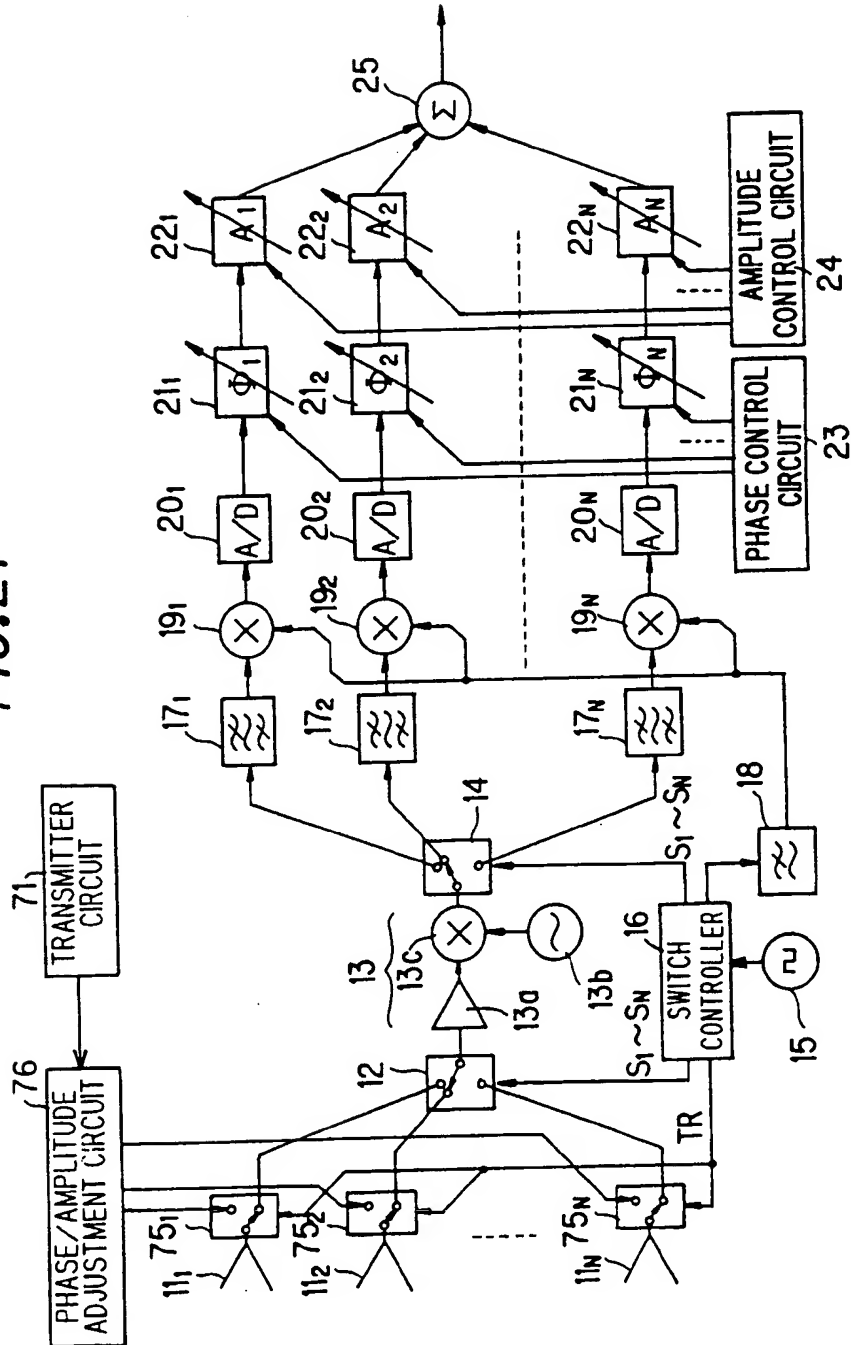 FIG.27
71
TRANSMITTER
CIRCUIT
76
PHASE/AMPLITUDE
ADJUSTMENT CIRCUIT
75₁
75₂
75N
11₁
11₂
11N
TR
12
13
13a
13b
13c
14
S₁~SN
S₁~SN
15
16
SWITCH
CONTROLLER
18
17₁
17₂
17N
19₁
19₂
19N
20₁
A/D
20₂
A/D
20N
A/D
21₁
Φ1
21₂
Φ2
21N
ΦN
22₁
A1
22₂
A2
22N
AN
25
Σ
PHASE CONTROL
CIRCUIT
23
AMPLITUDE
CONTROL CIRCUIT
24